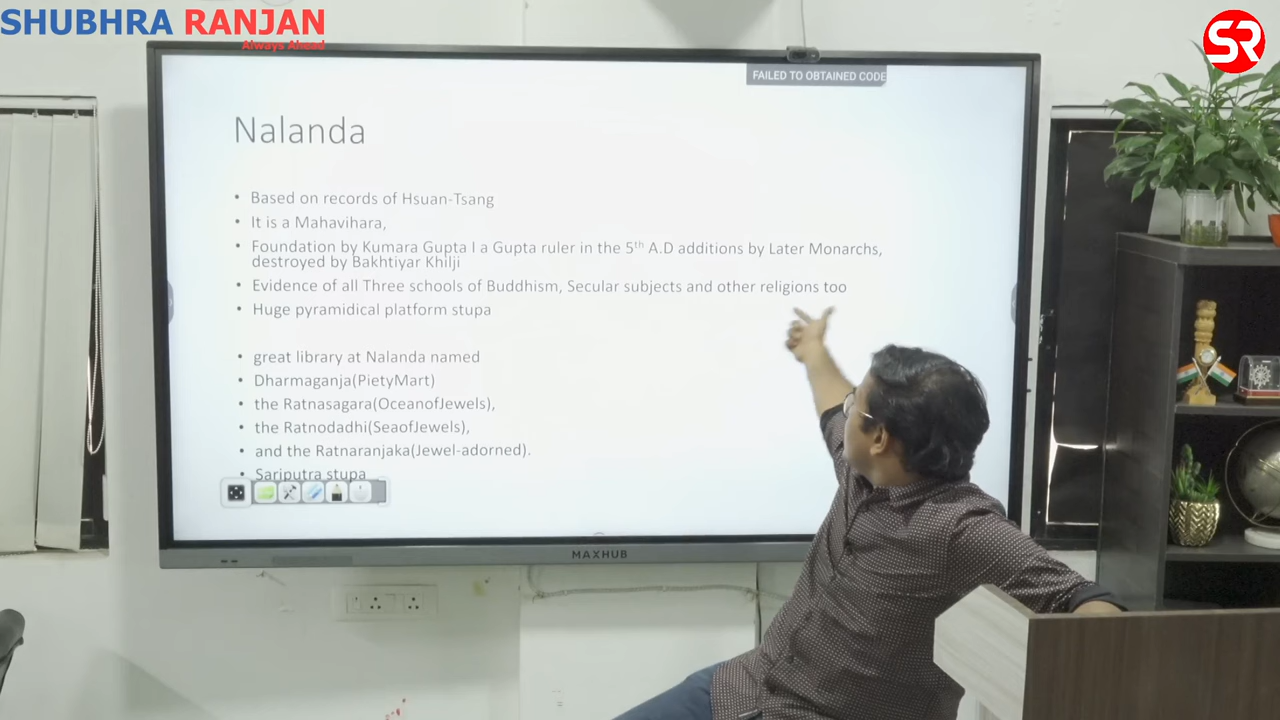 SHUBHRA RANJAN
Always Ahead
SR
FAILED TO OBTAINED CODE
Nalanda
• Based on records of Hsuan-Tsang
• It is a Mahavihara,
• Foundation by Kumara Gupta I a Gupta ruler in the 5th A.D additions by Later Monarchs,
destroyed by Bakhtiyar Khilji
• Evidence of all Three schools of Buddhism, Secular subjects and other religions too
• Huge pyramidical platform stupa
• great library at Nalanda named
• Dharmaganja(PietyMart)
• the Ratnasagara(OceanofJewels),
• the Ratnodadhi(SeaofJewels),
• and the Ratnaranjaka(Jewel-adorned).
• Sariputra stupa
MAXHUB